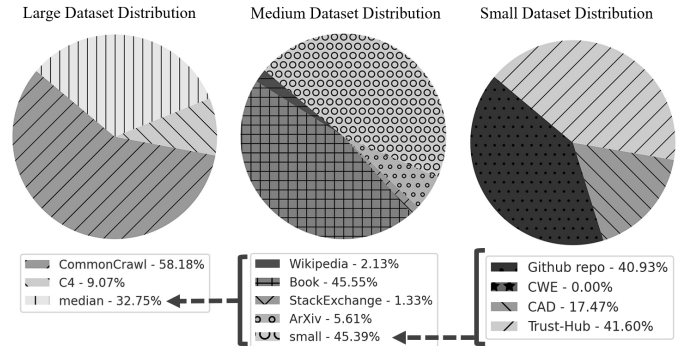 Large Dataset Distribution
Medium Dataset Distribution
Small Dataset Distribution
CommonCrawl - 58.18%
C4 - 9.07%
median - 32.75%
Wikipedia - 2.13%
Book - 45.55%
StackExchange - 1.33%
ArXiv - 5.61%
small - 45.39%
Github repo - 40.93%
CWE - 0.00%
CAD - 17.47%
Trust-Hub - 41.60%